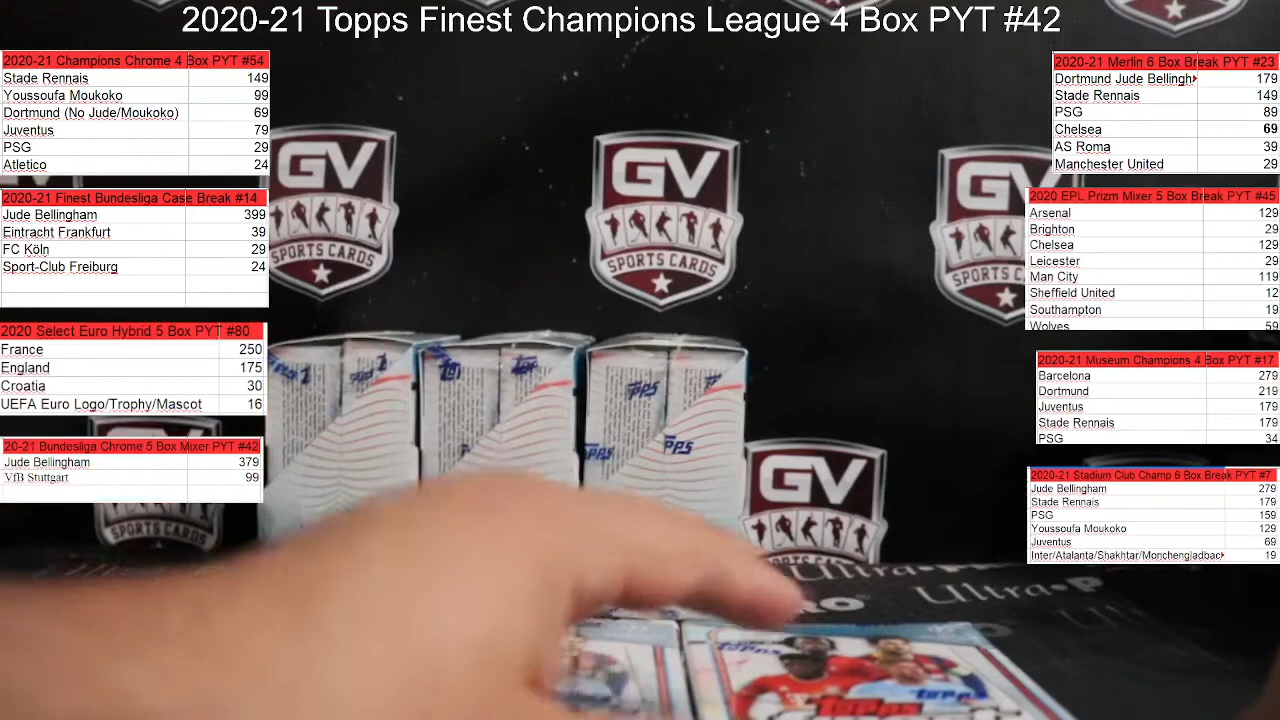 2020-21 Topps Finest Champions League 4 Box PYT #42
2020-21 Champions Chrome 4 Box PYT #54
Stade Rennais 149
Youssoufa Moukoko 99
Dortmund (No Jude/Moukoko) 69
Juventus 79
PSG 29
Atletico 24
2020-21 Finest Bundesliga Case Break #14
Jude Bellingham 399
Eintracht Frankfurt 39
FC Köln 29
Sport-Club Freiburg 24
2020 Select Euro Hybrid 5 Box PYT #80
France 250
England 175
Croatia 30
UEFA Euro Logo/Trophy/Mascot 16
20-21 Bundesliga Chrome 5 Box Mixer PYT #42
Jude Bellingham 379
VfB Stuttgart 99
2020-21 Merlin 6 Box Break PYT #23
Dortmund Jude Bellingh
179
Stade Rennais 149
PSG 89
Chelsea 69
AS Roma 39
Manchester United 29
2020 EPL Prizm Mixer 5 Box Break PYT #45
Arsenal 129
Brighton 29
Chelsea 129
Leicester 29
Man City 119
Sheffield United 12
Southampton 19
Wolves 59
2020-21 Museum Champions 4 Box PYT #17
Barcelona 279
Dortmund 219
Juventus 179
Stade Rennais 179
PSG 34
2020-21 Stadium Club Champ 6 Box Break PYT #7
Jude Bellingham 279
Stade Rennais 179
PSG 159
Youssoufa Moukoko 129
Juventus 69
Inter/Atalanta/Shakhtar/Monchengladbac
19
GV
SPORTS CARDS
GV
SPORTS CARDS
GV
SPORTS C
GV
SPORTS CARDS
SPORTS CARDS
TOPPS
Ultra
PRO
topps
topps
topps